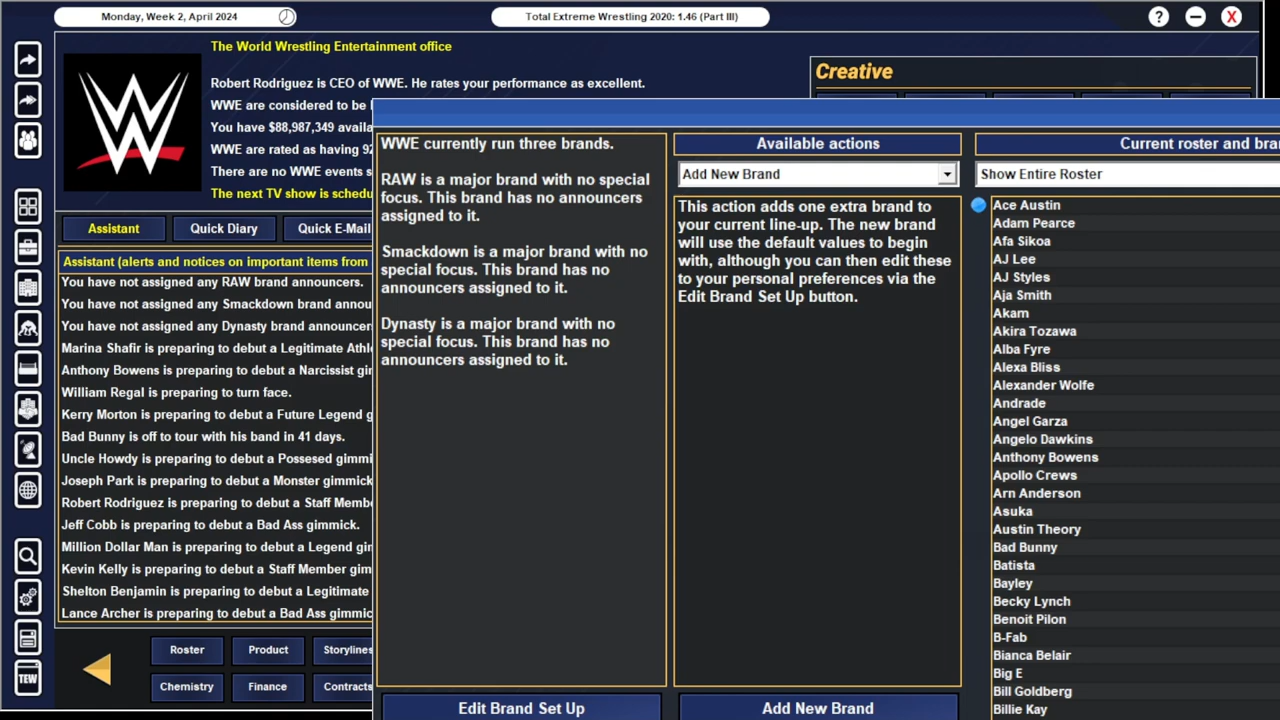 Monday, Week 2, April 2024
Total Extreme Wrestling 2020: 1.46 (Part III)
?
X
The World Wrestling Entertainment office
Robert Rodriguez is CEO of WWE. He rates your performance as excellent.
WWE are considered to be
You have $88,987,349 availa
WWE are rated as having 92
There are no WWE events s
The next TV show is schedu
Creative
Assistant
Quick Diary
Quick E-Mail
Assistant (alerts and notices on important items from
You have not assigned any RAW brand announcers.
You have not assigned any Smackdown brand annou
You have not assigned any Dynasty brand announcer
Marina Shafir is preparing to debut a Legitimate Athl
Anthony Bowens is preparing to debut a Narcissist gi
William Regal is preparing to turn face.
Kerry Morton is preparing to debut a Future Legend g
Bad Bunny is off to tour with his band in 41 days.
Uncle Howdy is preparing to debut a Possesed gimmi
Joseph Park is preparing to debut a Monster gimmick
Robert Rodriguez is preparing to debut a Staff Membe
Jeff Cobb is preparing to debut a Bad Ass gimmick.
Million Dollar Man is preparing to debut a Legend gir
Kevin Kelly is preparing to debut a Staff Member gim
Shelton Benjamin is preparing to debut a Legitimate
Lance Archer is preparing to debut a Bad Ass gimmic
Roster
Product
Storylines
Chemistry
Finance
Contracts
TEW
WWE currently run three brands.
RAW is a major brand with no special
focus. This brand has no announcers
assigned to it.
Smackdown is a major brand with no
special focus. This brand has no
announcers assigned to it.
Dynasty is a major brand with no
special focus. This brand has no
announcers assigned to it.
Edit Brand Set Up
Available actions
Add New Brand
This action adds one extra brand to
your current line-up. The new brand
will use the default values to begin
with, although you can then edit these
to your personal preferences via the
Edit Brand Set Up button.
Add New Brand
Current roster and bra
Show Entire Roster
Ace Austin
Adam Pearce
Afa Sikoa
AJ Lee
AJ Styles
Aja Smith
Akam
Akira Tozawa
Alba Fyre
Alexa Bliss
Alexander Wolfe
Andrade
Angel Garza
Angelo Dawkins
Anthony Bowens
Apollo Crews
Arn Anderson
Asuka
Austin Theory
Bad Bunny
Batista
Bayley
Becky Lynch
Benoit Pilon
B-Fab
Bianca Belair
Big E
Bill Goldberg
Billie Kay